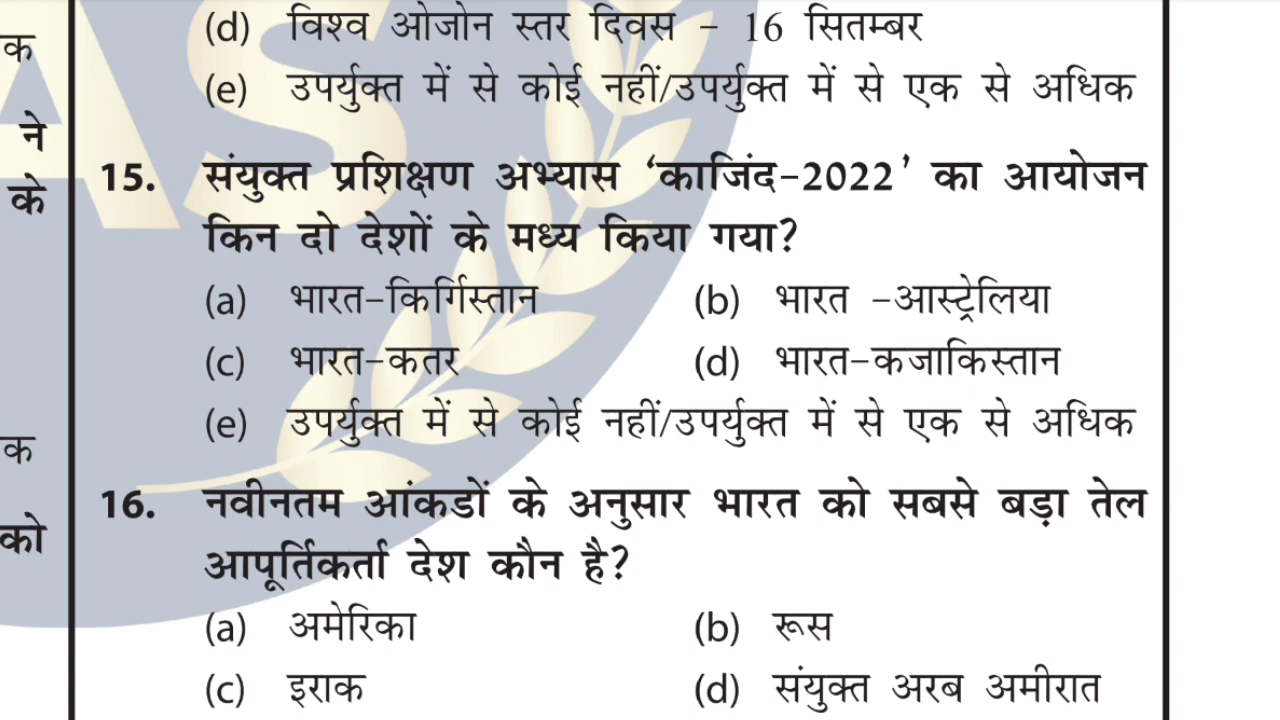 (d) विश्व ओजोन स्तर दिवस - 16 सितम्बर
क
(e) उपर्युक्त में से कोई नहीं/उपर्युक्त में से एक से अधिक
ने
15. संयुक्त प्रशिक्षण अभ्यास ‘काजिंद-2022’ का आयोजन
के
किन दो देशों के मध्य किया गया?
(a) भारत-किर्गिस्तान (b) भारत -आस्ट्रेलिया
(c) भारत-कतर (d) भारत-कजाकिस्तान
(e) उपर्युक्त में से कोई नहीं/उपर्युक्त में से एक से अधिक
क
16. नवीनतम आंकडों के अनुसार भारत को सबसे बड़ा तेल
को
आपूर्तिकर्ता देश कौन है?
(a) अमेरिका (b) रूस
(c) इराक (d) संयुक्त अरब अमीरात